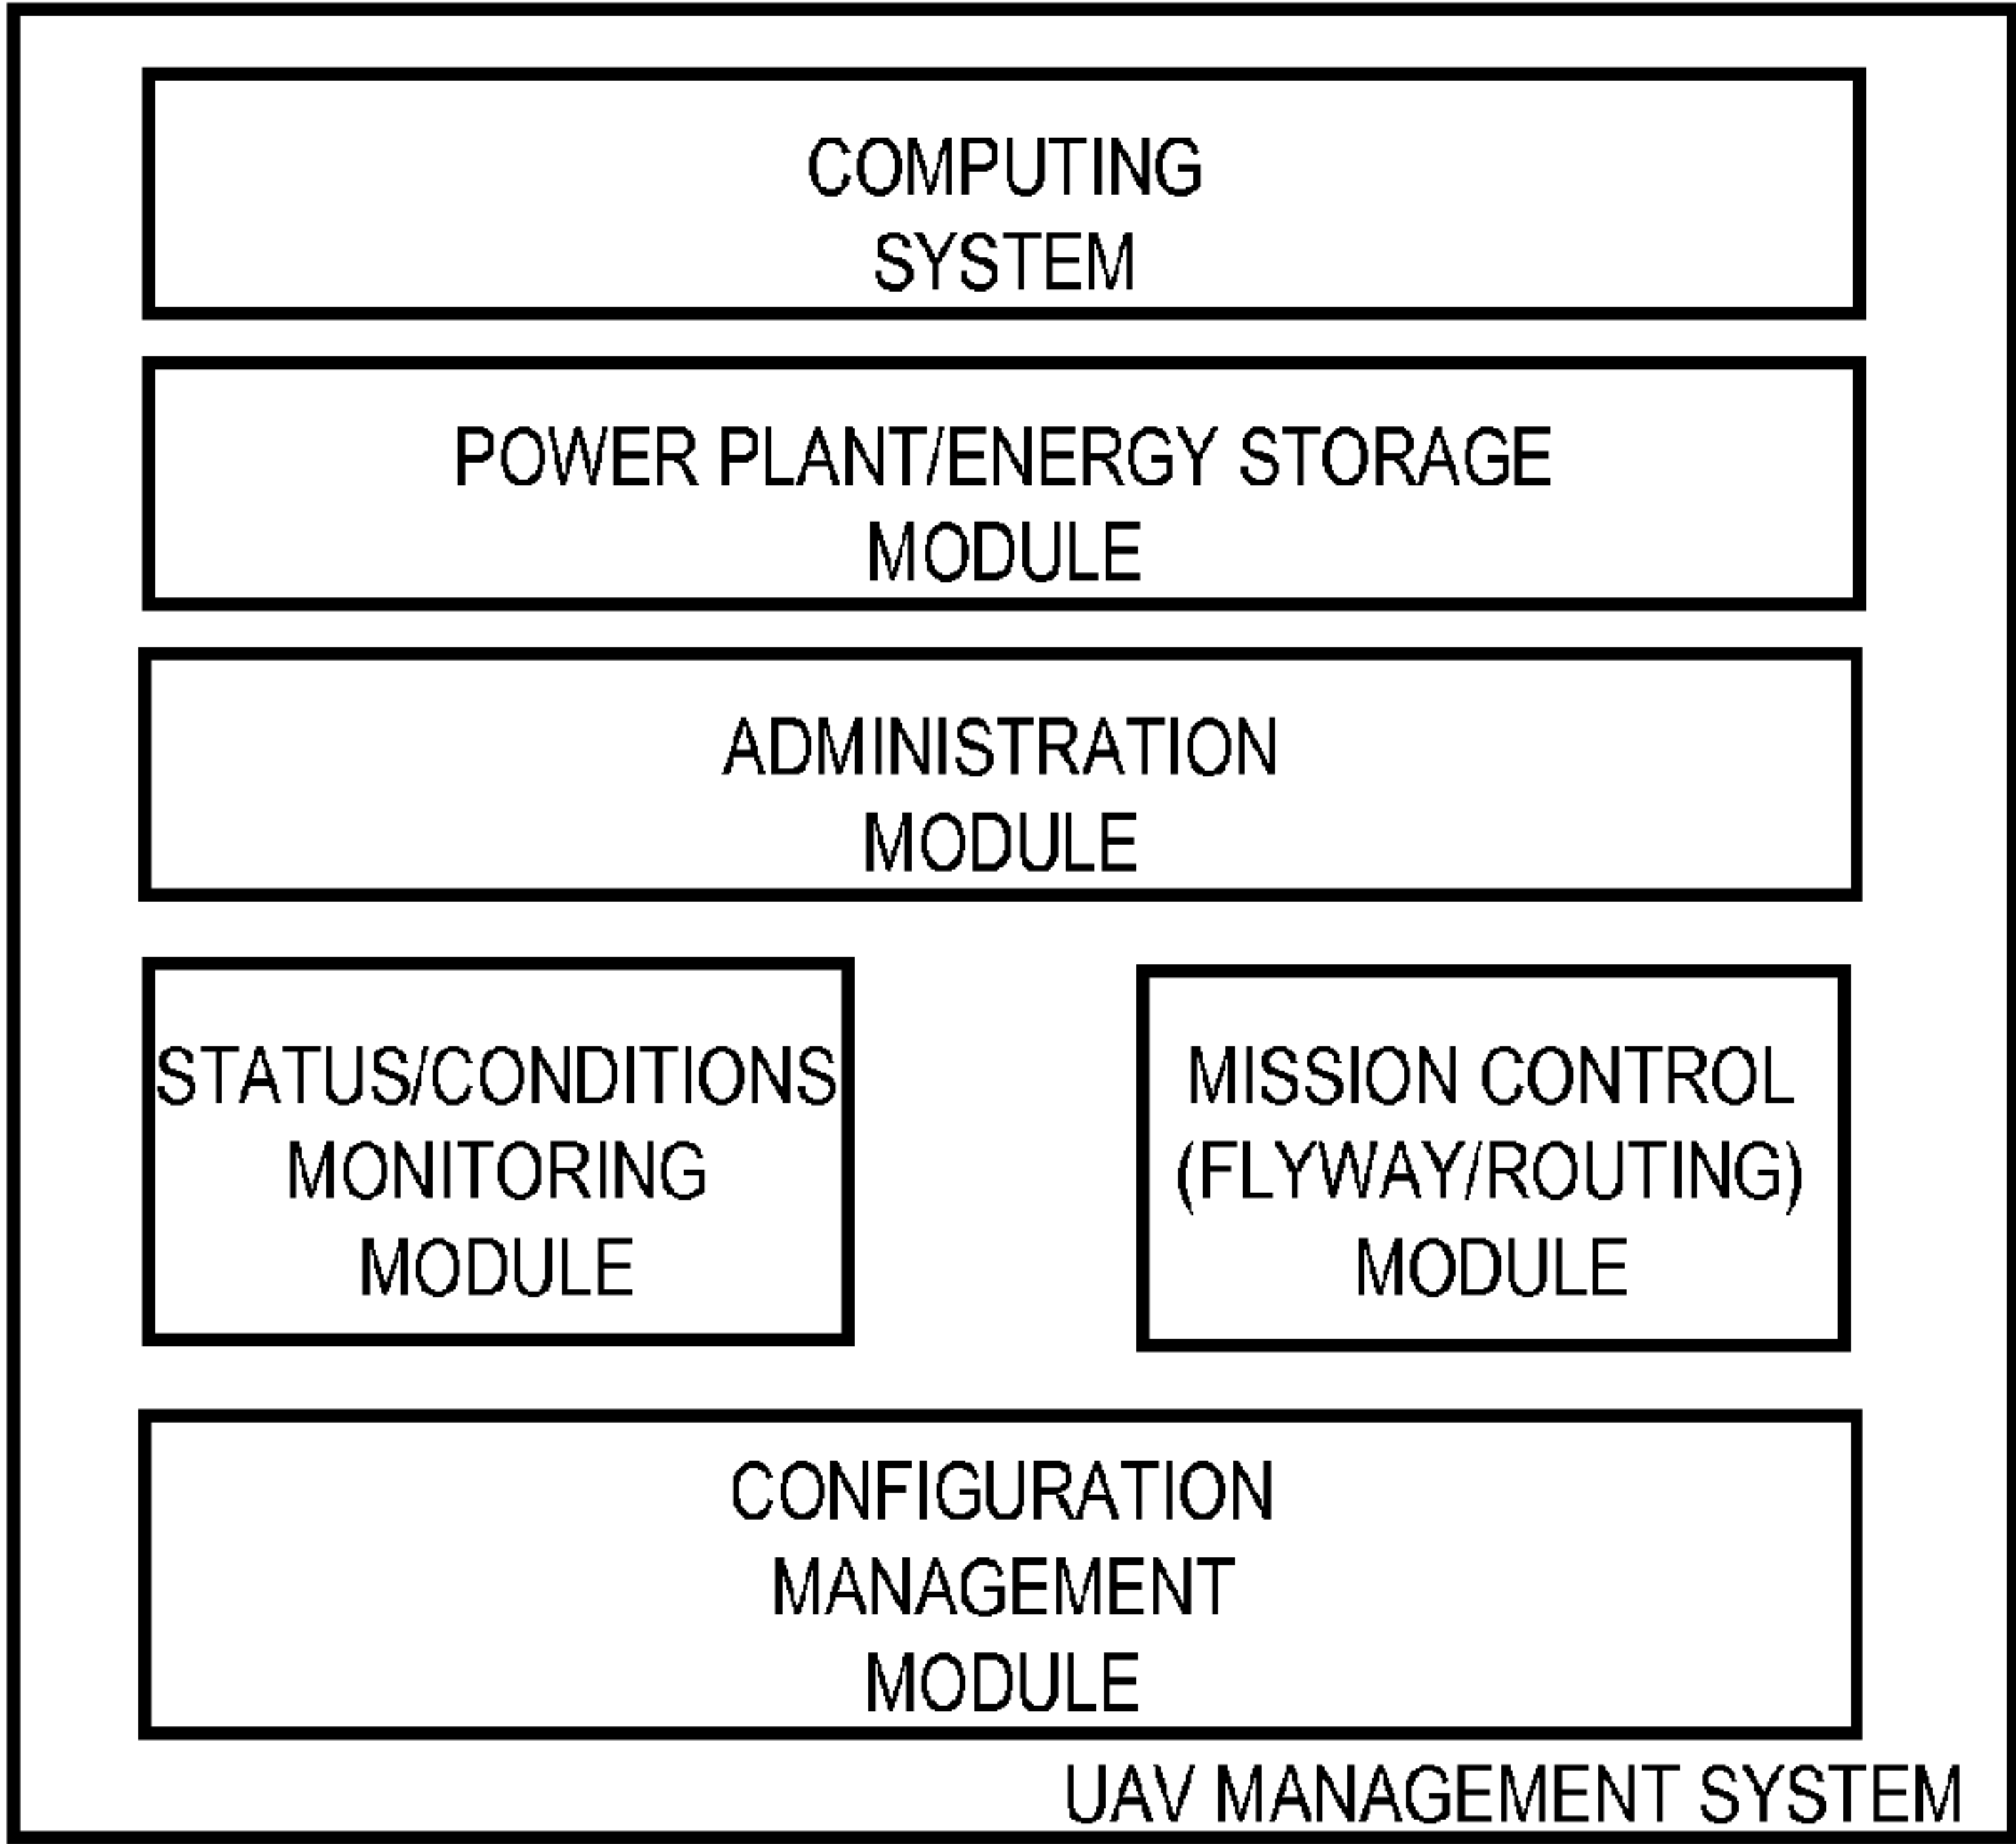 COMPUTING
SYSTEM
POWER PLANT/ENERGY STORAGE
MODULE
ADMINISTRATION
MODULE
STATUS/CONDITIONS
MONITORING
MODULE
MISSION CONTROL
(FLYWAY/ROUTING)
MODULE
CONFIGURATION
MANAGEMENT
MODULE
UAV MANAGEMENT SYSTEM